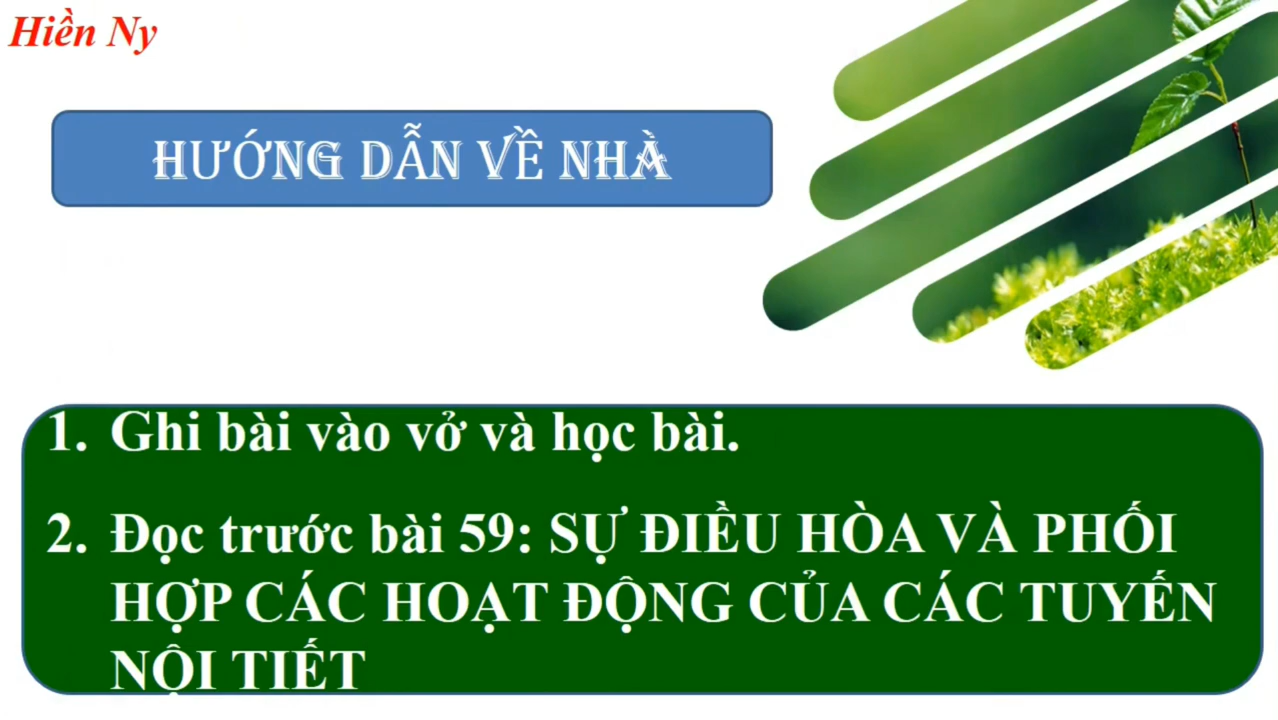 Hiền Ny
HƯỚNG DẪN VỀ NHÀ
1. Ghi bài vào vở và học bài.
2. Đọc trước bài 59: SỰ ĐIỀU HÒA VÀ PHỐI
HỢP CÁC HOẠT ĐỘNG CỦA CÁC TUYẾN
NỘI TIẾT